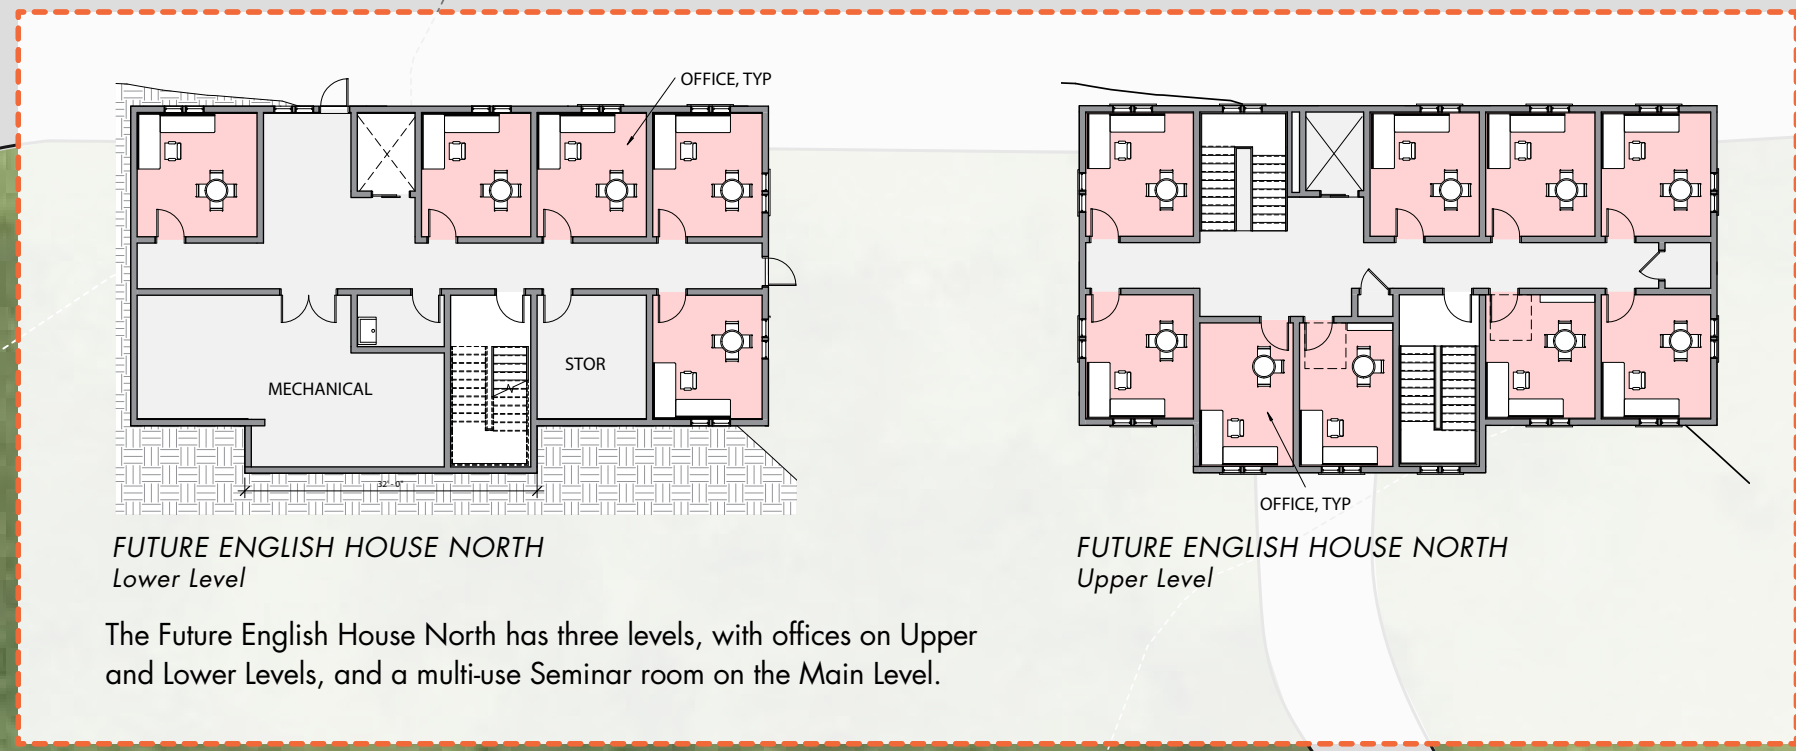 OFFICE, TYP
MECHANICAL
STOR
32' - 0"
FUTURE ENGLISH HOUSE NORTH
Lower Level
The Future English House North has three levels, with offices on Upper
and Lower Levels, and a multi-use Seminar room on the Main Level.
OFFICE, TYP
FUTURE ENGLISH HOUSE NORTH
Upper Level